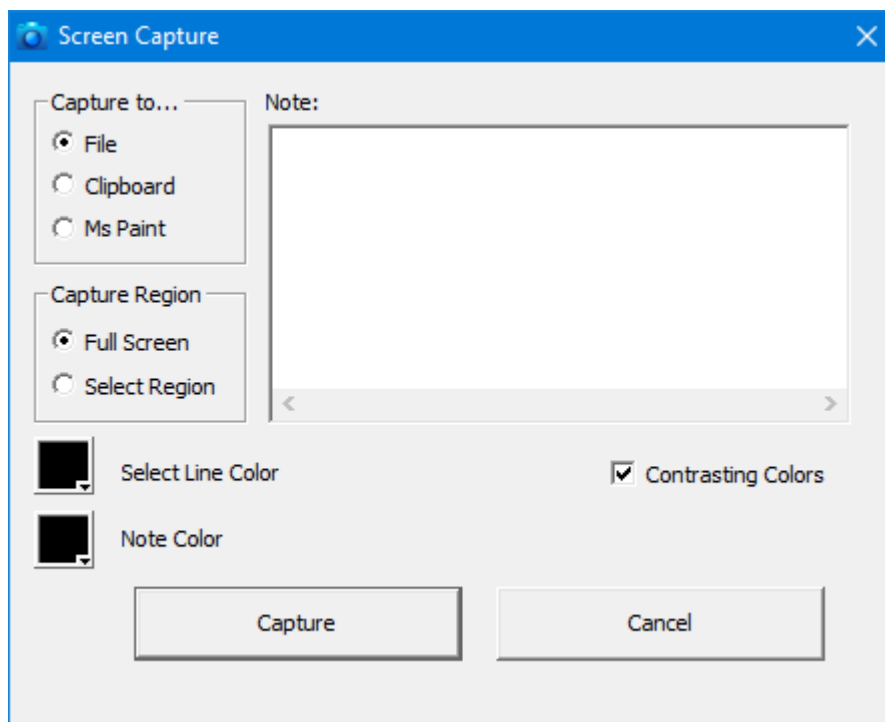 Screen Capture
Capture to...
File
Clipboard
Ms Paint
Note:
Capture Region
Full Screen
Select Region
Select Line Color
Contrasting Colors
Note Color
Capture
Cancel